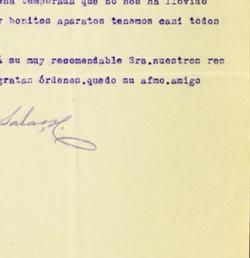 ena temporada que no nos ha llovido
y bonitos aparatos tenemos casi todos
á su muy recomendable Sra.nuestros res
gratas órdenes,quedo su afmo.amigo